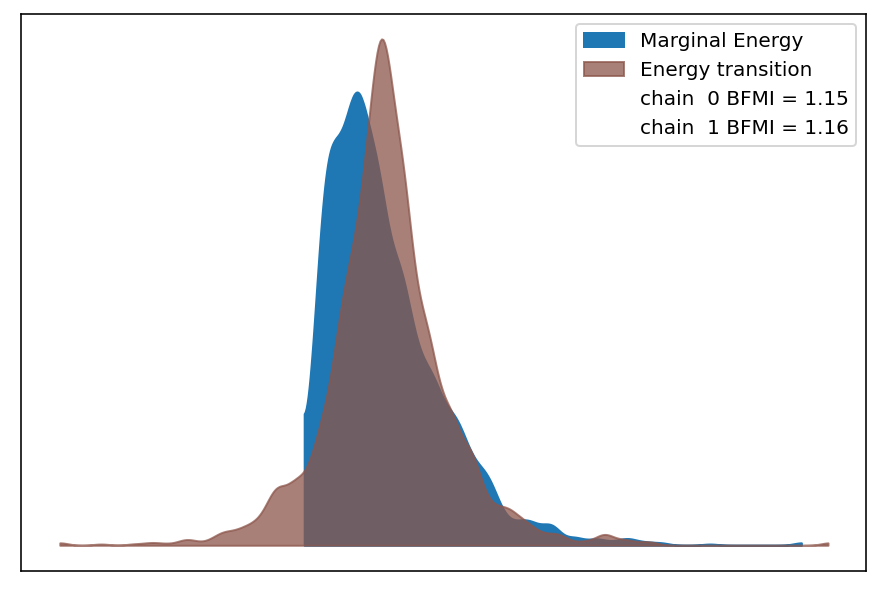 Marginal Energy
Energy transition
chain  0 BFMI = 1.15
chain  1 BFMI = 1.16